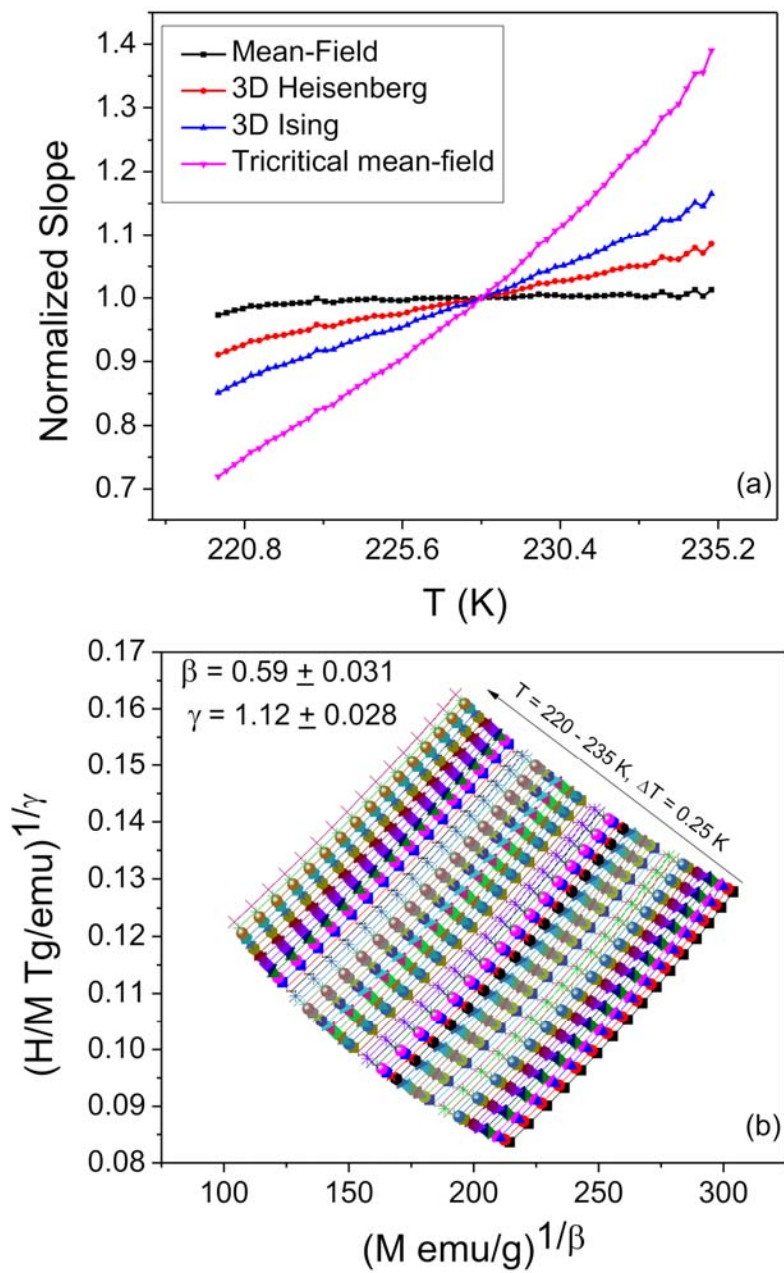 Mean-Field
3D Heisenberg
3D Ising
Tricritical mean-field
1.4
1.3
1.2
1.1
1.0
0.9
0.8
0.7
Normalized Slope
(a)
220.8 225.6 230.4 235.2
T (K)
β = 0.59 ± 0.031
γ = 1.12 ± 0.028
T = 220 - 235 K, ΔT = 0.25 K
0.17
0.16
0.15
0.14
0.13
0.12
0.11
0.10
0.09
0.08
(H/M Tg/emu)^1/γ
(b)
100 150 200 250 300
(M emu/g)^1/β